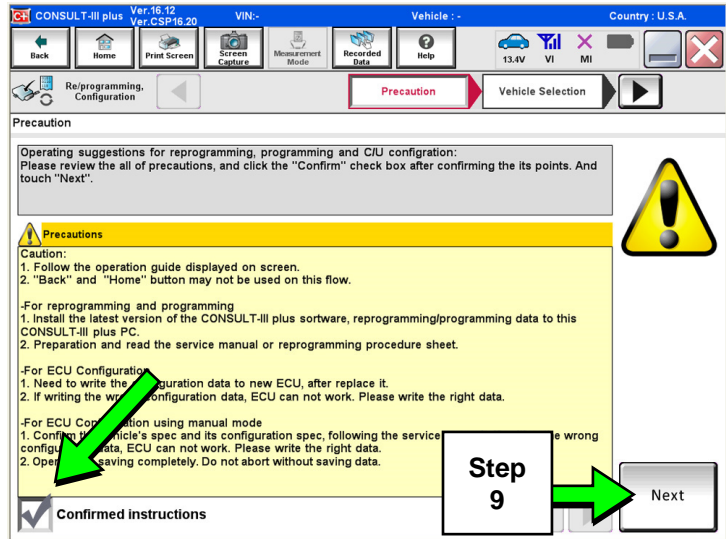 CONSULT-III plus Ver.16.12 VIN:- Vehicle : - Country : U.S.A.
Ver.CSP16.20
Back Home Print Screen Screen Capture Measurement Mode Recorded Data Help 13.4V VI MI
Re/programming, Configuration Precaution Vehicle Selection
Precaution
Operating suggestions for reprogramming, programming and C/U configration:
Please review the all of precautions, and click the "Confirm" check box after confirming the its points. And
touch "Next".
Precautions
Caution:
1. Follow the operation guide displayed on screen.
2. "Back" and "Home" button may not be used on this flow.
-For reprogramming and programming
1. Install the latest version of the CONSULT-III plus sortware, reprogramming/programming data to this
CONSULT-III plus PC.
2. Preparation and read the service manual or reprogramming procedure sheet.
-For ECU Configuration
1. Need to write the configuration data to new ECU, after replace it.
2. If writing the wrong configuration data, ECU can not work. Please write the right data.
-For ECU Configuration using manual mode
1. Confirm the vehicle's spec and its configuration spec, following the service wrong
data, ECU can not work. Please write the right data.
2. saving completely. Do not abort without saving data.
Step
9
Next
Confirmed instructions